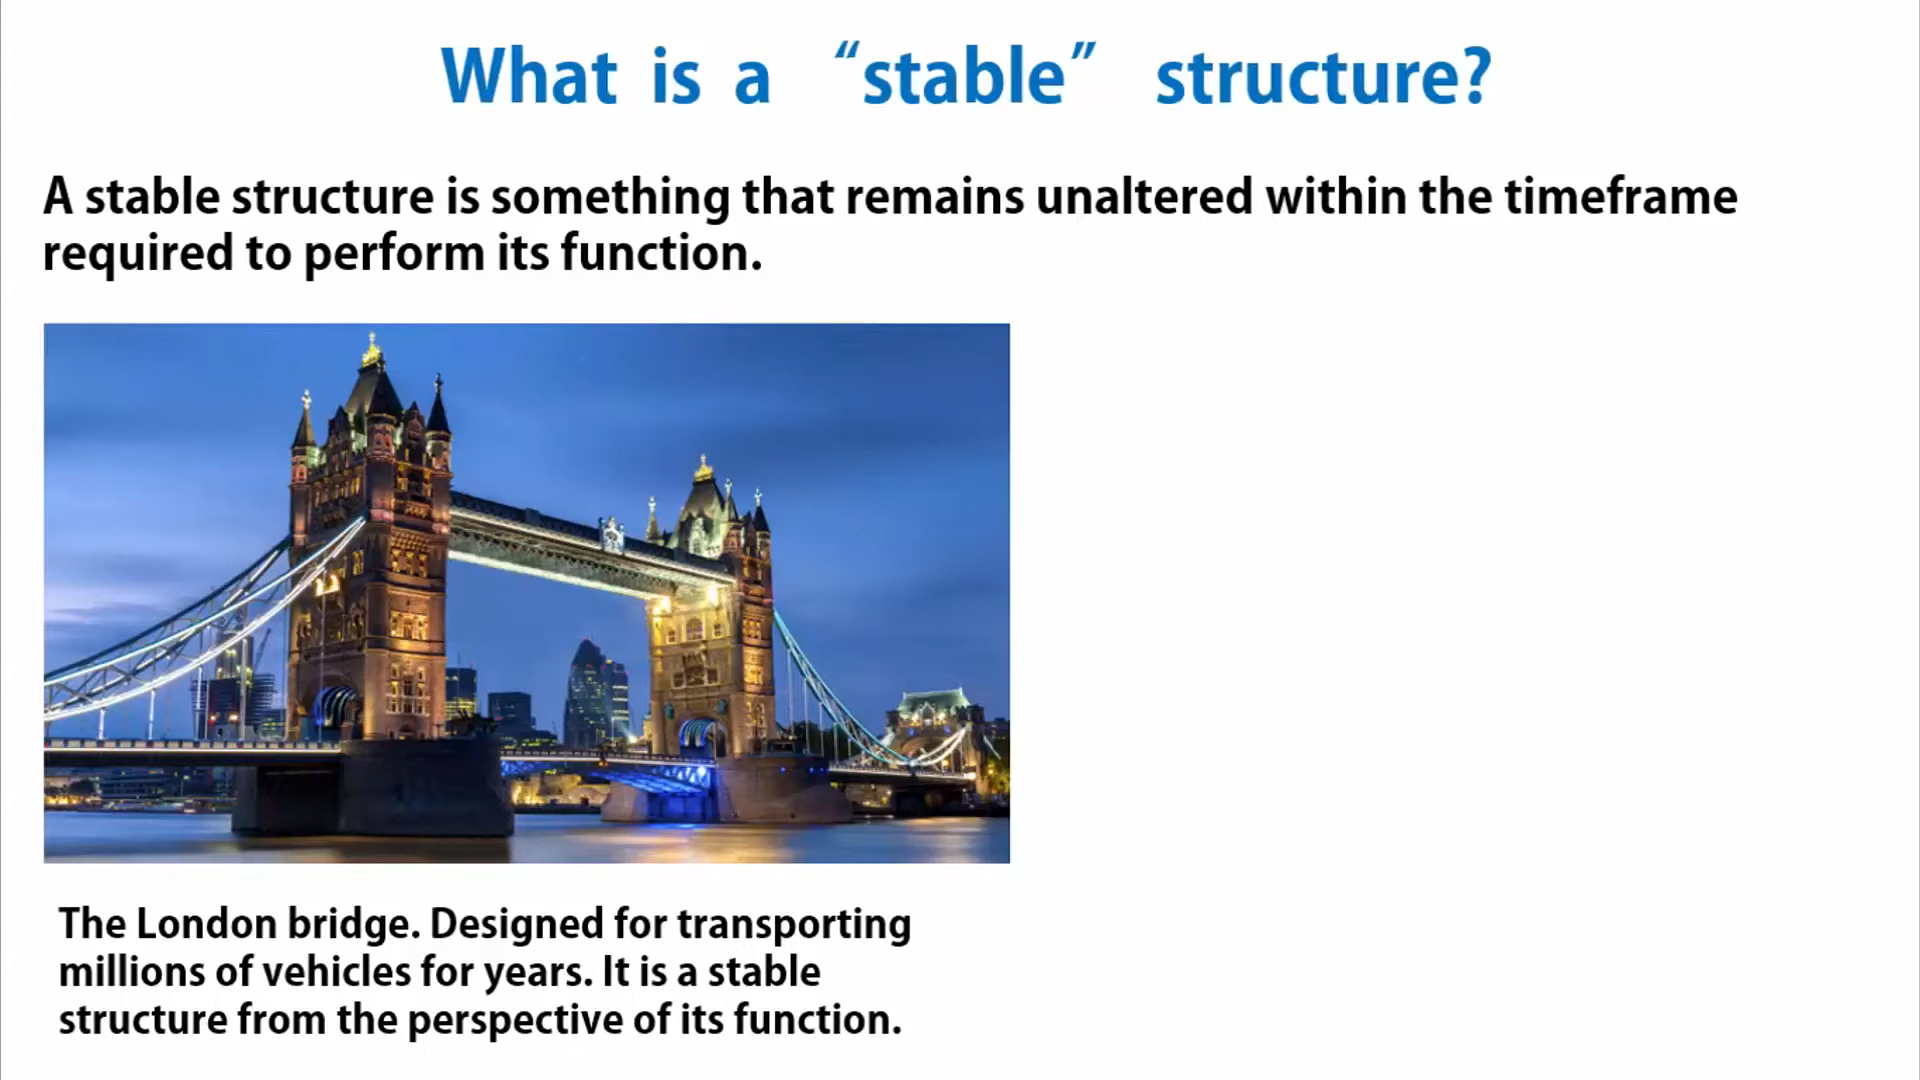 What is a “stable” structure?
A stable structure is something that remains unaltered within the timeframe
required to perform its function.
The London bridge. Designed for transporting
millions of vehicles for years. It is a stable
structure from the perspective of its function.